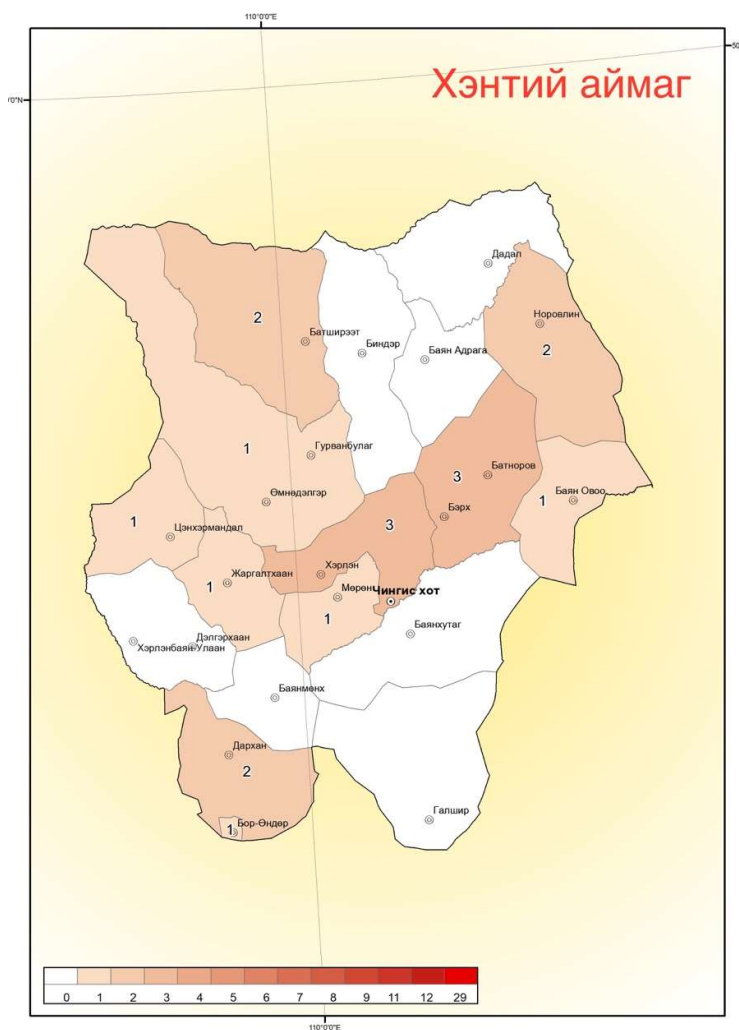 110°0'0"E
50
0"N
Хэнтий аймаг
Дадал
Норовлин
2
Батширээт
2
Биндэр
Баян Адрага
1
Гурванбулаг
Батноров
3
Өмнөдэлгэр
Баян Овоо
1
Бэрх
1
Цэнхэрмандал
3
Хэрлэн
Жаргалтхаан
1
Мөрөн
Чингис хот
1
Баянхутаг
Хэрлэнбаян Улаан
Дэлгэрхаан
Баянмөнх
Дархан
2
Галшир
1
Бор-Өндөр
0 1 2 3 4 5 6 7 8 9 11 12 29
110°0'0"E